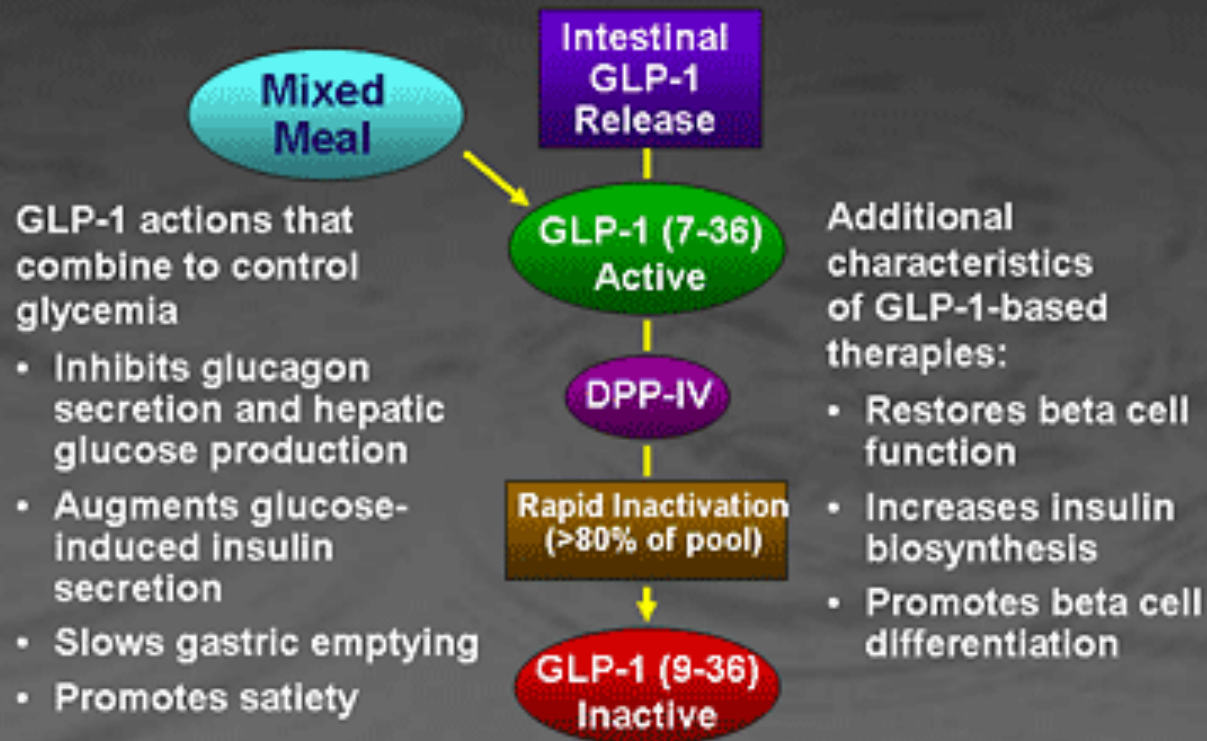 Mixed
Meal
Intestinal
GLP-1
Release
GLP-1 (7-36)
Active
DPP-IV
Rapid Inactivation
(>80% of pool)
GLP-1 (9-36)
Inactive
GLP-1 actions that
combine to control
glycemia
• Inhibits glucagon
secretion and hepatic
glucose production
• Augments glucose-
induced insulin
secretion
• Slows gastric emptying
• Promotes satiety
Additional
characteristics
of GLP-1-based
therapies:
• Restores beta cell
function
• Increases insulin
biosynthesis
• Promotes beta cell
differentiation